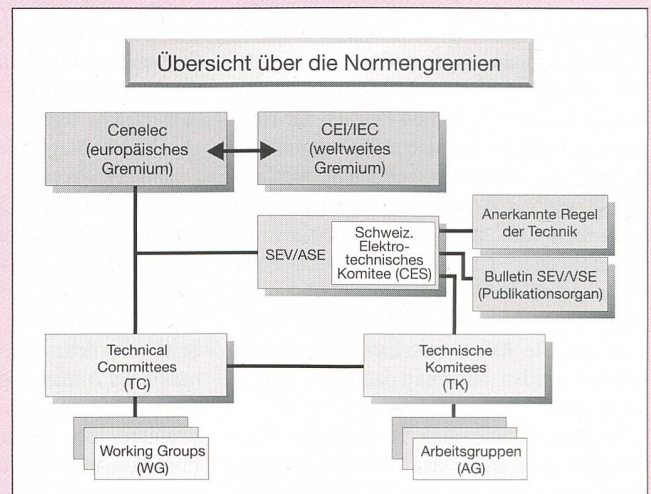 Übersicht über die Normengremien
Cenelec
(europäisches
Gremium)
CEI/IEC
(weltweites
Gremium)
SEV/ASE
Schweiz.
Elektro-
technisches
Komitee (CES)
Anerkannte Regel
der Technik
Bulletin SEV/VSE
(Publikationsorgan)
Technical
Committees
(TC)
Technische
Komitees
(TK)
Working Groups
(WG)
Arbeitsgruppen
(AG)